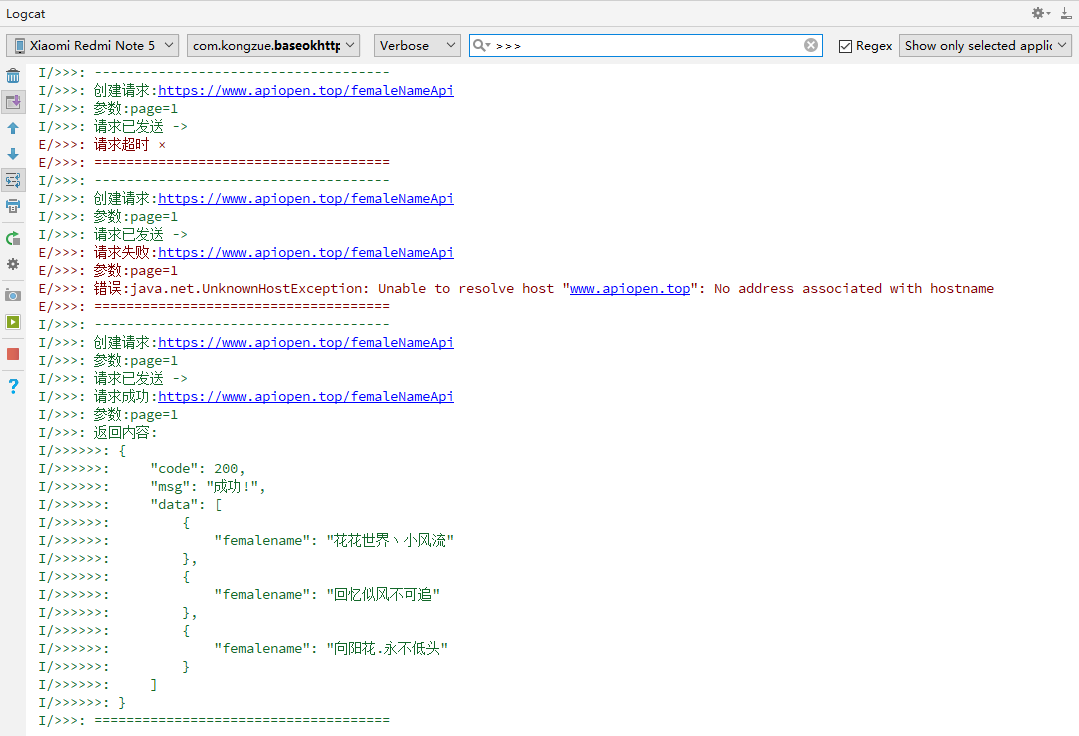 Logcat
Xiaomi Redmi Note 5 com.kongzue.baseokhttp Verbose >>> Regex Show only selected applic
I/>>>: -------------------------------------
I/>>>: 创建请求:https://www.apiopen.top/femaleNameApi
I/>>>: 参数:page=1
I/>>>: 请求已发送 ->
E/>>>: 请求超时 ×
E/>>>: =====================================
I/>>>: -------------------------------------
I/>>>: 创建请求:https://www.apiopen.top/femaleNameApi
I/>>>: 参数:page=1
I/>>>: 请求已发送 ->
E/>>>: 请求失败:https://www.apiopen.top/femaleNameApi
E/>>>: 参数:page=1
E/>>>: 错误:java.net.UnknownHostException: Unable to resolve host "www.apiopen.top": No address associated with hostname
E/>>>: =====================================
I/>>>: -------------------------------------
I/>>>: 创建请求:https://www.apiopen.top/femaleNameApi
I/>>>: 参数:page=1
I/>>>: 请求已发送 ->
I/>>>: 请求成功:https://www.apiopen.top/femaleNameApi
I/>>>: 参数:page=1
I/>>>: 返回内容:
I/>>>>>>: {
I/>>>>>>:     "code": 200,
I/>>>>>>:     "msg": "成功!",
I/>>>>>>:     "data": [
I/>>>>>>:         {
I/>>>>>>:             "femalename": "花花世界丶小风流"
I/>>>>>>:         },
I/>>>>>>:         {
I/>>>>>>:             "femalename": "回忆似风不可追"
I/>>>>>>:         },
I/>>>>>>:         {
I/>>>>>>:             "femalename": "向阳花.永不低头"
I/>>>>>>:         }
I/>>>>>>:     ]
I/>>>>>>: }
I/>>>: =====================================